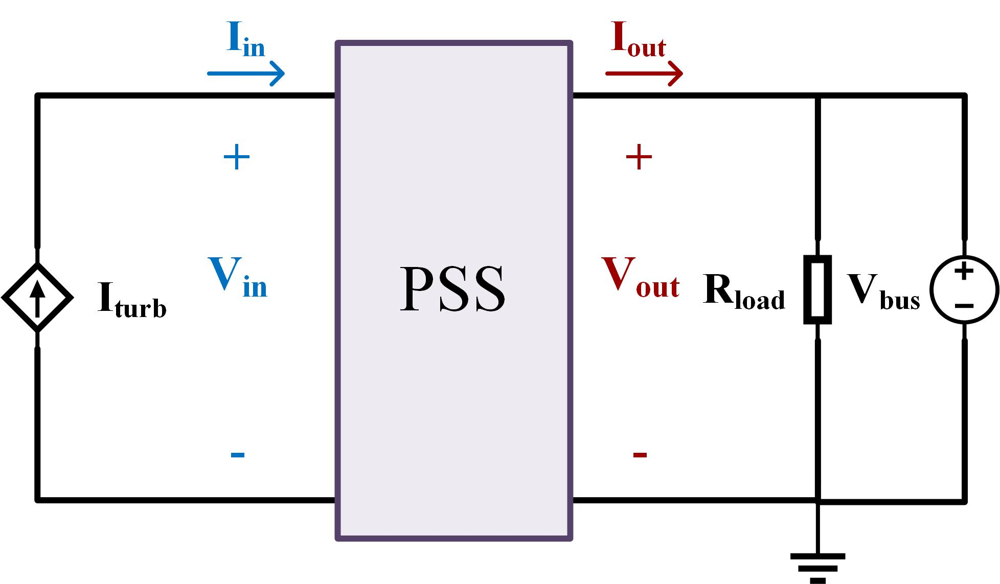 Iin
Iout
+
+
Vin
PSS
Vout
Rload
Vbus
+
-
Iturb
-
-